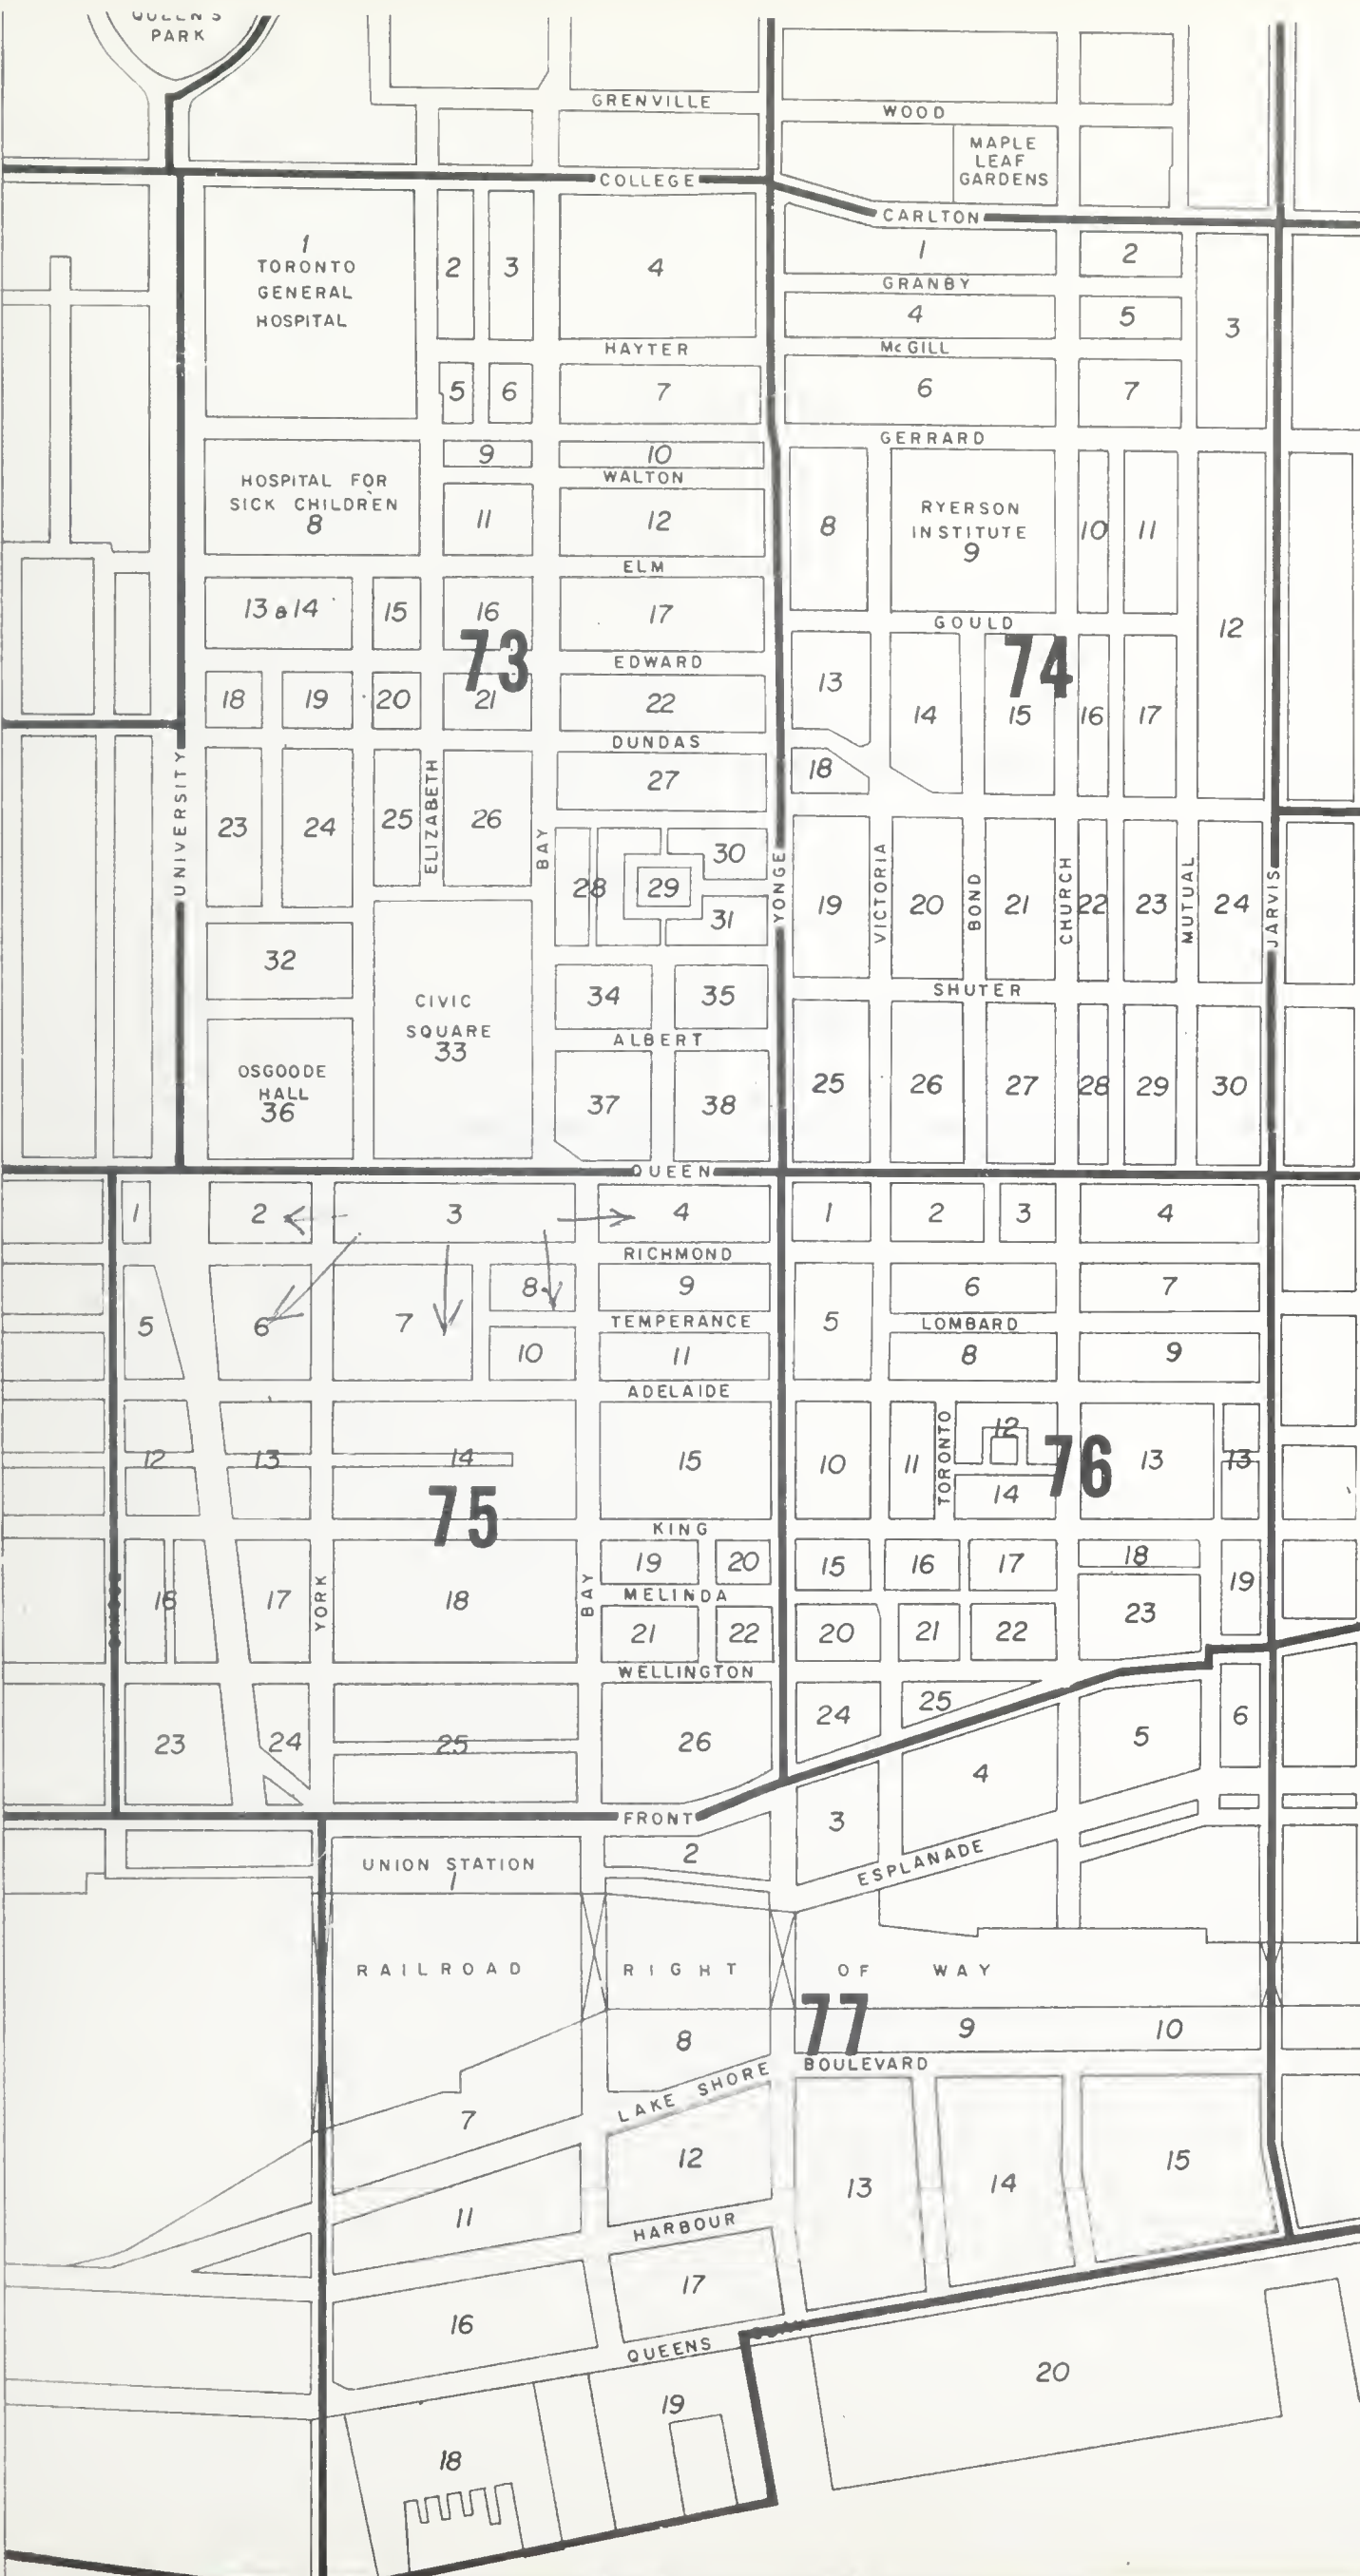 QUEEN'S
PARK
GRENVILLE
WOOD
MAPLE
LEAF
GARDENS
COLLEGE
CARLTON
1
TORONTO
GENERAL
HOSPITAL
2
3
4
1
2
GRANBY
4
5
3
HAYTER
McGILL
5
6
7
6
7
GERRARD
9
10
WALTON
HOSPITAL FOR
SICK CHILDREN
8
11
12
8
RYERSON
INSTITUTE
9
10
11
ELM
13 & 14
15
16
17
GOULD
12
73
EDWARD
74
13
18
19
20
21
22
14
15
16
17
DUNDAS
18
UNIVERSITY
23
24
25
ELIZABETH
26
BAY
27
28
29
30
31
YONGE
19
VICTORIA
20
BOND
21
CHURCH
22
23
MUTUAL
24
JARVIS
32
CIVIC
SQUARE
33
34
35
SHUTER
ALBERT
OSGOODE
HALL
36
37
38
25
26
27
28
29
30
QUEEN
1
2
3
4
1
2
3
4
RICHMOND
5
6
7
8
9
5
6
7
TEMPERANCE
LOMBARD
10
11
8
9
ADELAIDE
12
13
14
15
10
11
TORONTO
12
76
13
13
14
75
KING
16
17
YORK
18
BAY
19
20
15
16
17
18
19
MELINDA
21
22
20
21
22
23
WELLINGTON
23
24
25
26
24
25
6
5
4
FRONT
3
UNION STATION
1
2
ESPLANADE
RAILROAD RIGHT OF WAY
77
8
9
10
LAKE SHORE BOULEVARD
7
12
13
14
15
11
HARBOUR
17
16
QUEENS
18
19
20